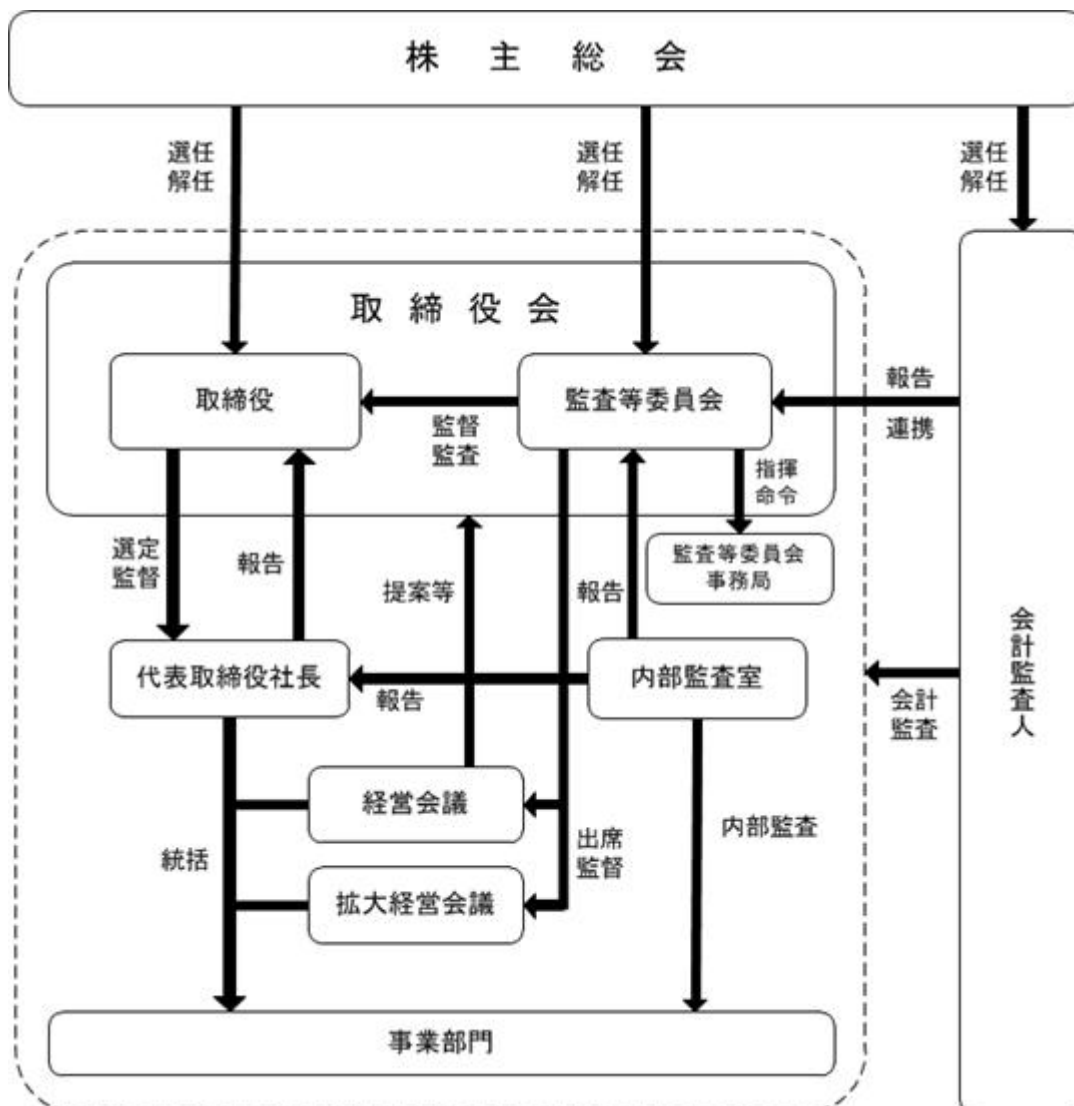 株主総会
選任
解任
選任
解任
選任
解任
取締役会
取締役
監査等委員会
監督
監査
報告
連携
指揮
命令
監査等委員会
事務局
選定
監督
報告
提案等
報告
代表取締役社長
報告
内部監査室
会計監査人
会計
監査
経営会議
出席
監督
内部監査
統括
拡大経営会議
事業部門